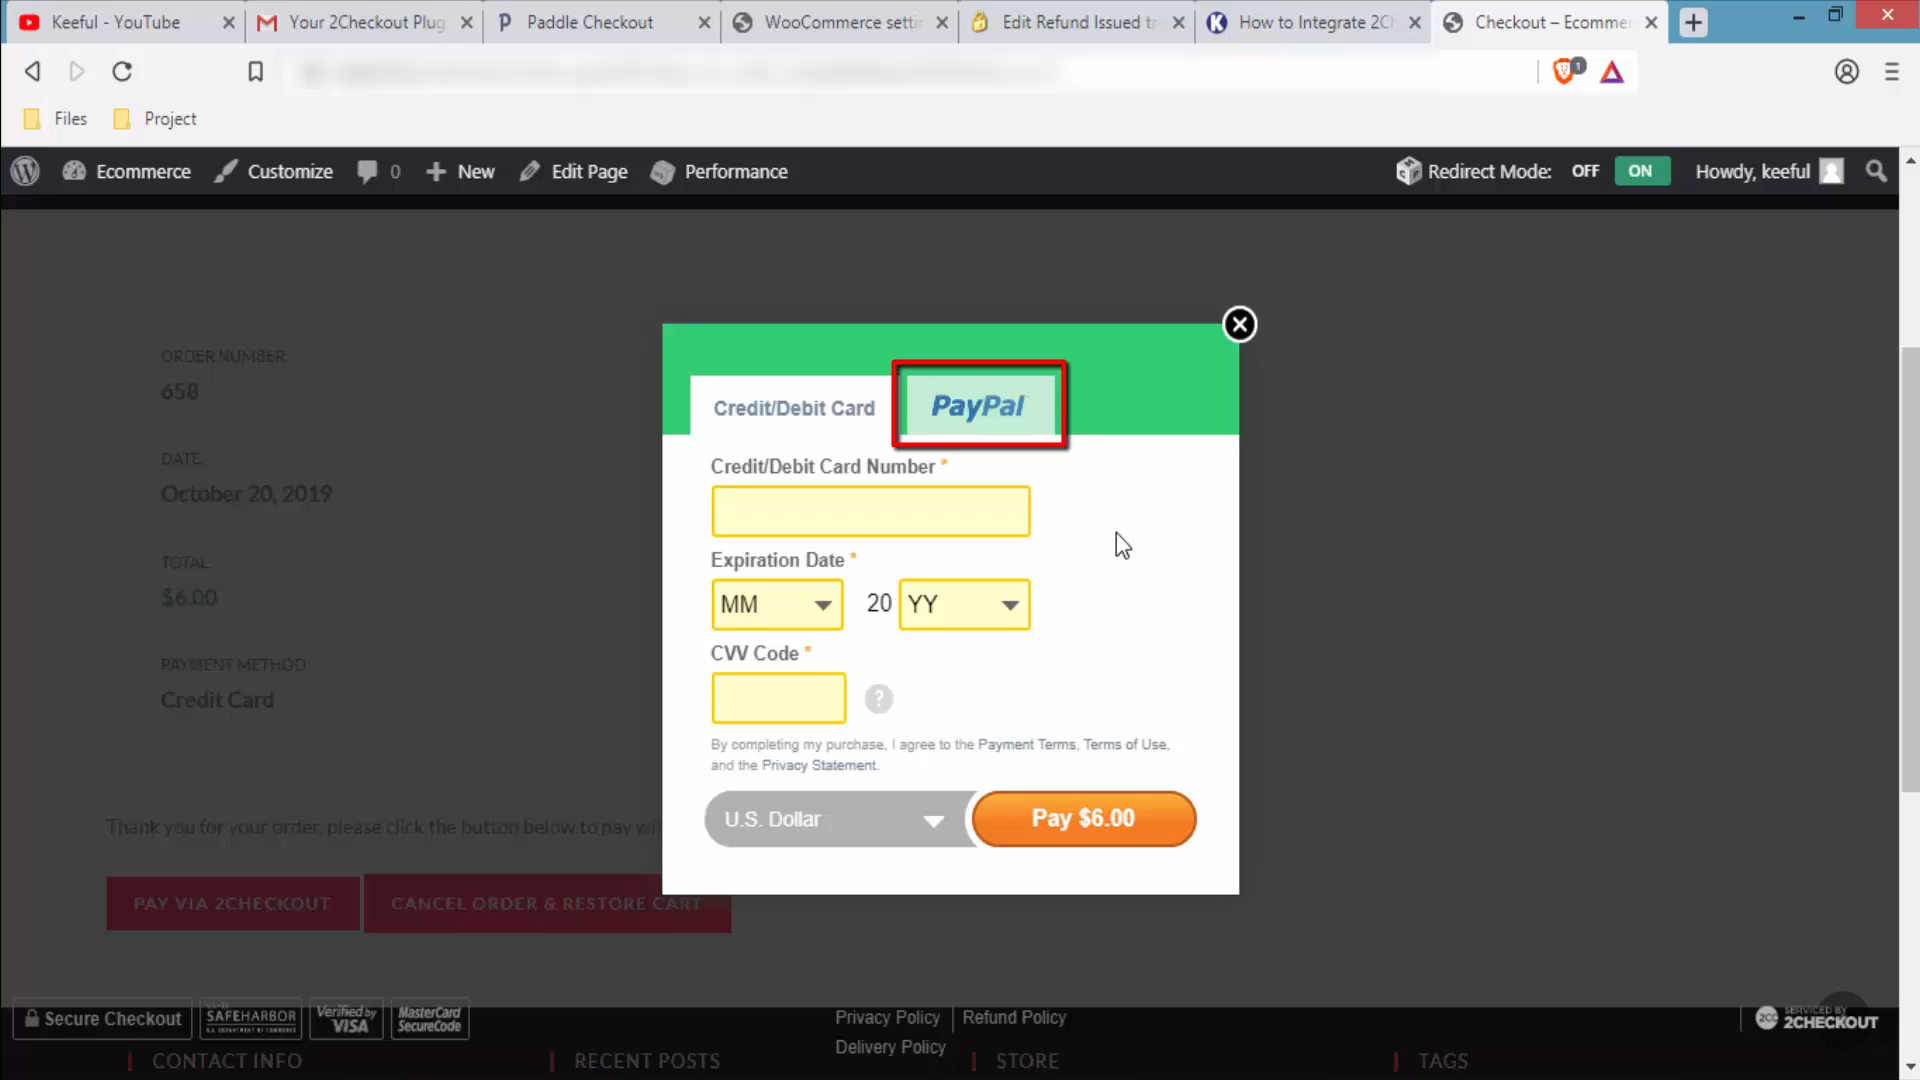 Keeful - YouTube
Your 2Checkout Plug
Paddle Checkout
WooCommerce setti
Edit Refund Issued t
How to Integrate 2C
Checkout – Ecomme
1
Files
Project
Ecommerce
Customize
0
New
Edit Page
Performance
Redirect Mode:
OFF
ON
Howdy, keeful
ORDER NUMBER:
658
DATE:
October 20, 2019
TOTAL:
$6.00
PAYMENT METHOD:
Credit Card
Thank you for your order, please click the button below to pay wi
PAY VIA 2CHECKOUT
CANCEL ORDER & RESTORE CART
Credit/Debit Card
PayPal
Credit/Debit Card Number *
Expiration Date *
MM
20
YY
CVV Code *
?
By completing my purchase, I agree to the Payment Terms, Terms of Use,
and the Privacy Statement.
U.S. Dollar
Pay $6.00
Secure Checkout
SAFEHARBOR
Verified by
VISA
MasterCard
SecureCode
Privacy Policy
Refund Policy
Delivery Policy
SERVICED BY
2CHECKOUT
CONTACT INFO
RECENT POSTS
STORE
TAGS